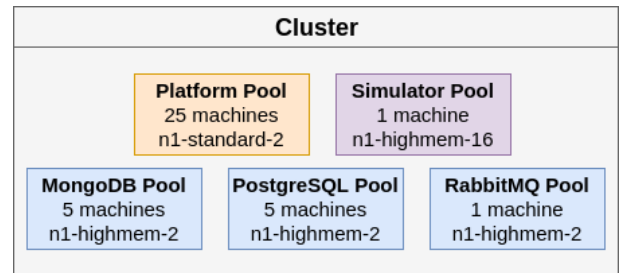 Cluster
Platform Pool
25 machines
n1-standard-2
Simulator Pool
1 machine
n1-highmem-16
MongoDB Pool
5 machines
n1-highmem-2
PostgreSQL Pool
5 machines
n1-highmem-2
RabbitMQ Pool
1 machine
n1-highmem-2